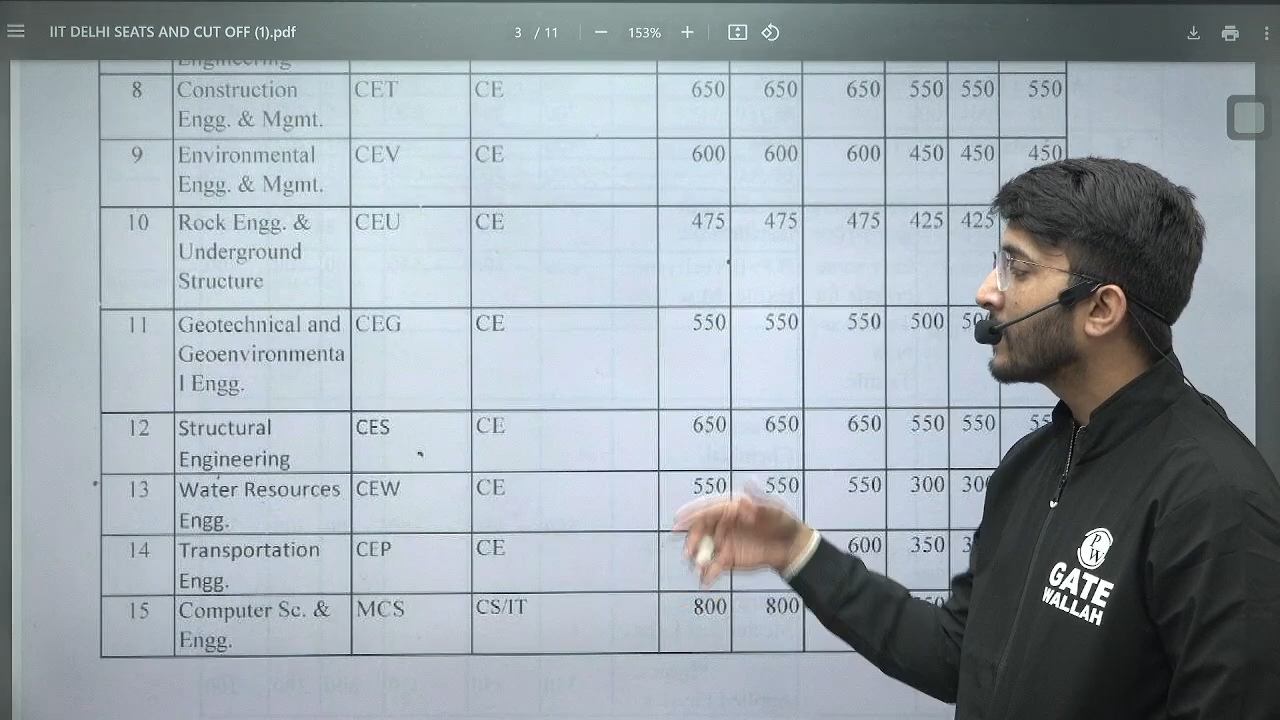 IIT DELHI SEATS AND CUT OFF (1).pdf 3 / 11 153%
Engineering
8 Construction CET CE 650 650 650 550 550 550
Engg. & Mgmt.
9 Environmental CEV CE 600 600 600 450 450 450
Engg. & Mgmt.
10 Rock Engg. & CEU CE 475 475 475 425 425
Underground
Structure
11 Geotechnical and CEG CE 550 550 550 500
Geoenvironmenta
l Engg.
12 Structural CES CE 650 650 650 550 550
Engineering
13 Water Resources CEW CE 550 550 550 300
Engg.
14 Transportation CEP CE 600 350
Engg.
15 Computer Sc. & MCS CS/IT 800 800
Engg.
PW
GATE
WALLAH